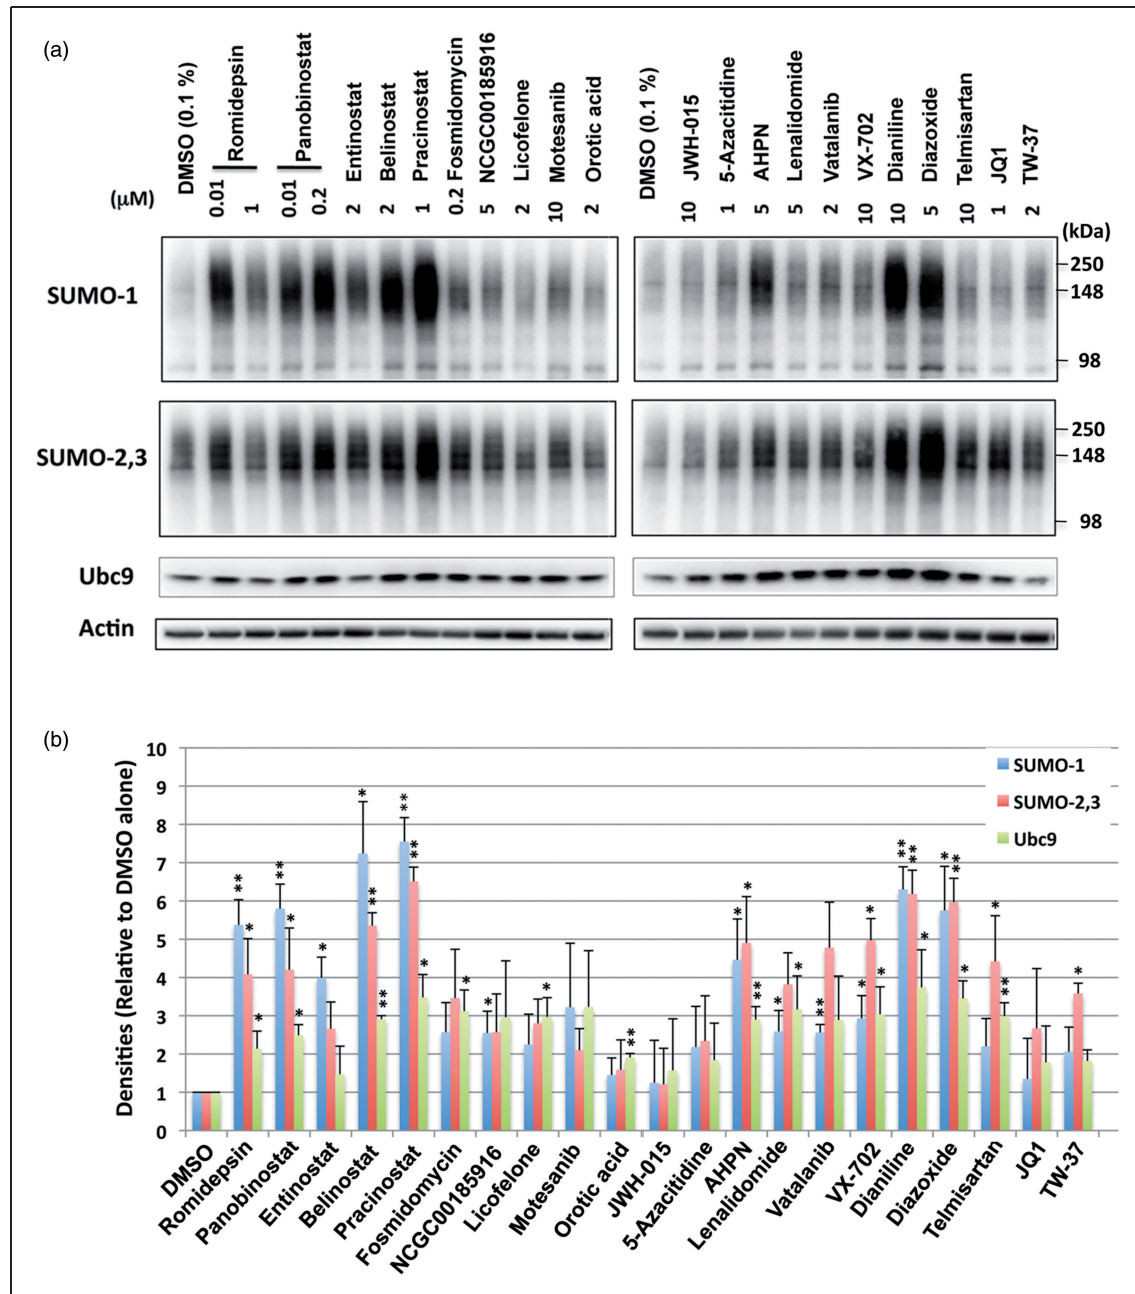 (a)
DMSO (0.1 %)
Romidepsin
Panobinostat
Entinostat
Belinostat
Pracinostat
Fosmidomycin
NCGC00185916
Licofelone
Motesanib
Orotic acid
DMSO (0.1 %)
JWH-015
5-Azacitidine
AHPN
Lenalidomide
Vatalanib
VX-702
Dianiline
Diazoxide
Telmisartan
JQ1
TW-37
(μM) 0.01 1 0.01 0.2 2 2 1 0.2 5 2 10 2 10 1 5 5 2 10 10 5 10 1 2
(kDa)
SUMO-1
250
148
98
SUMO-2,3
250
148
98
Ubc9
Actin
(b)
Densities (Relative to DMSO alone)
10
9
8
7
6
5
4
3
2
1
0
* ** ** ** ** * * ** * * * * ** * * * * * ** * * ** * ** * * * ** ** * * ** * * ** *
SUMO-1
SUMO-2,3
Ubc9
DMSO
Romidepsin
Panobinostat
Entinostat
Belinostat
Pracinostat
Fosmidomycin
NCGC00185916
Licofelone
Motesanib
Orotic acid
JWH-015
5-Azacitidine
AHPN
Lenalidomide
Vatalanib
VX-702
Dianiline
Diazoxide
Telmisartan
JQ1
TW-37